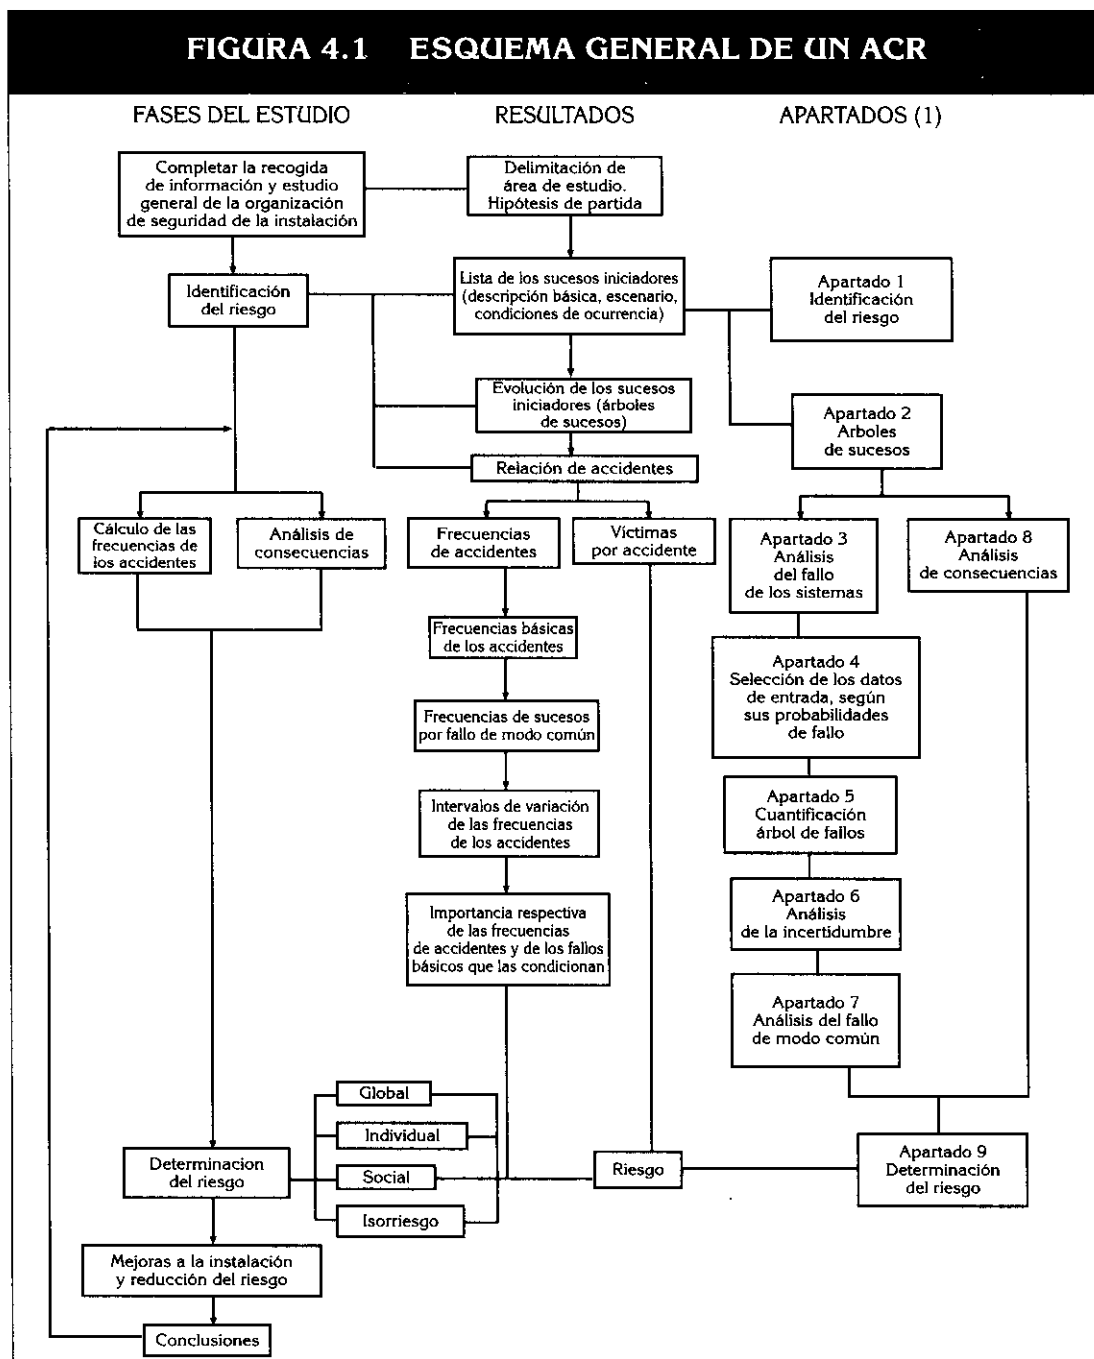 FIGURA 4.1 ESQUEMA GENERAL DE UN ACR
FASES DEL ESTUDIO
RESULTADOS
APARTADOS (1)
Completar la recogida
de información y estudio
general de la organización
de seguridad de la instalación
Delimitación de
área de estudio.
Hipótesis de partida
Identificación
del riesgo
Lista de los sucesos iniciadores
(descripción básica, escenario,
condiciones de ocurrencia)
Apartado 1
Identificación
del riesgo
Evolución de los sucesos
iniciadores (árboles
de sucesos)
Apartado 2
Arboles
de sucesos
Relación de accidentes
Cálculo de las
frecuencias de
los accidentes
Análisis de
consecuencias
Frecuencias
de accidentes
Víctimas
por accidente
Apartado 3
Análisis
del fallo
de los sistemas
Apartado 8
Análisis
de consecuencias
Frecuencias básicas
de los accidentes
Apartado 4
Selección de los datos
de entrada, según
sus probabilidades
de fallo
Frecuencias de sucesos
por fallo de modo común
Intervalos de variación
de las frecuencias
de los accidentes
Apartado 5
Cuantificación
árbol de fallos
Importancia respectiva
de las frecuencias
de accidentes y de los fallos
básicos que las condicionan
Apartado 6
Análisis
de la incertidumbre
Apartado 7
Análisis del fallo
de modo común
Global
Individual
Social
Isorriesgo
Determinacion
del riesgo
Riesgo
Apartado 9
Determinación
del riesgo
Mejoras a la instalación
y reducción del riesgo
Conclusiones